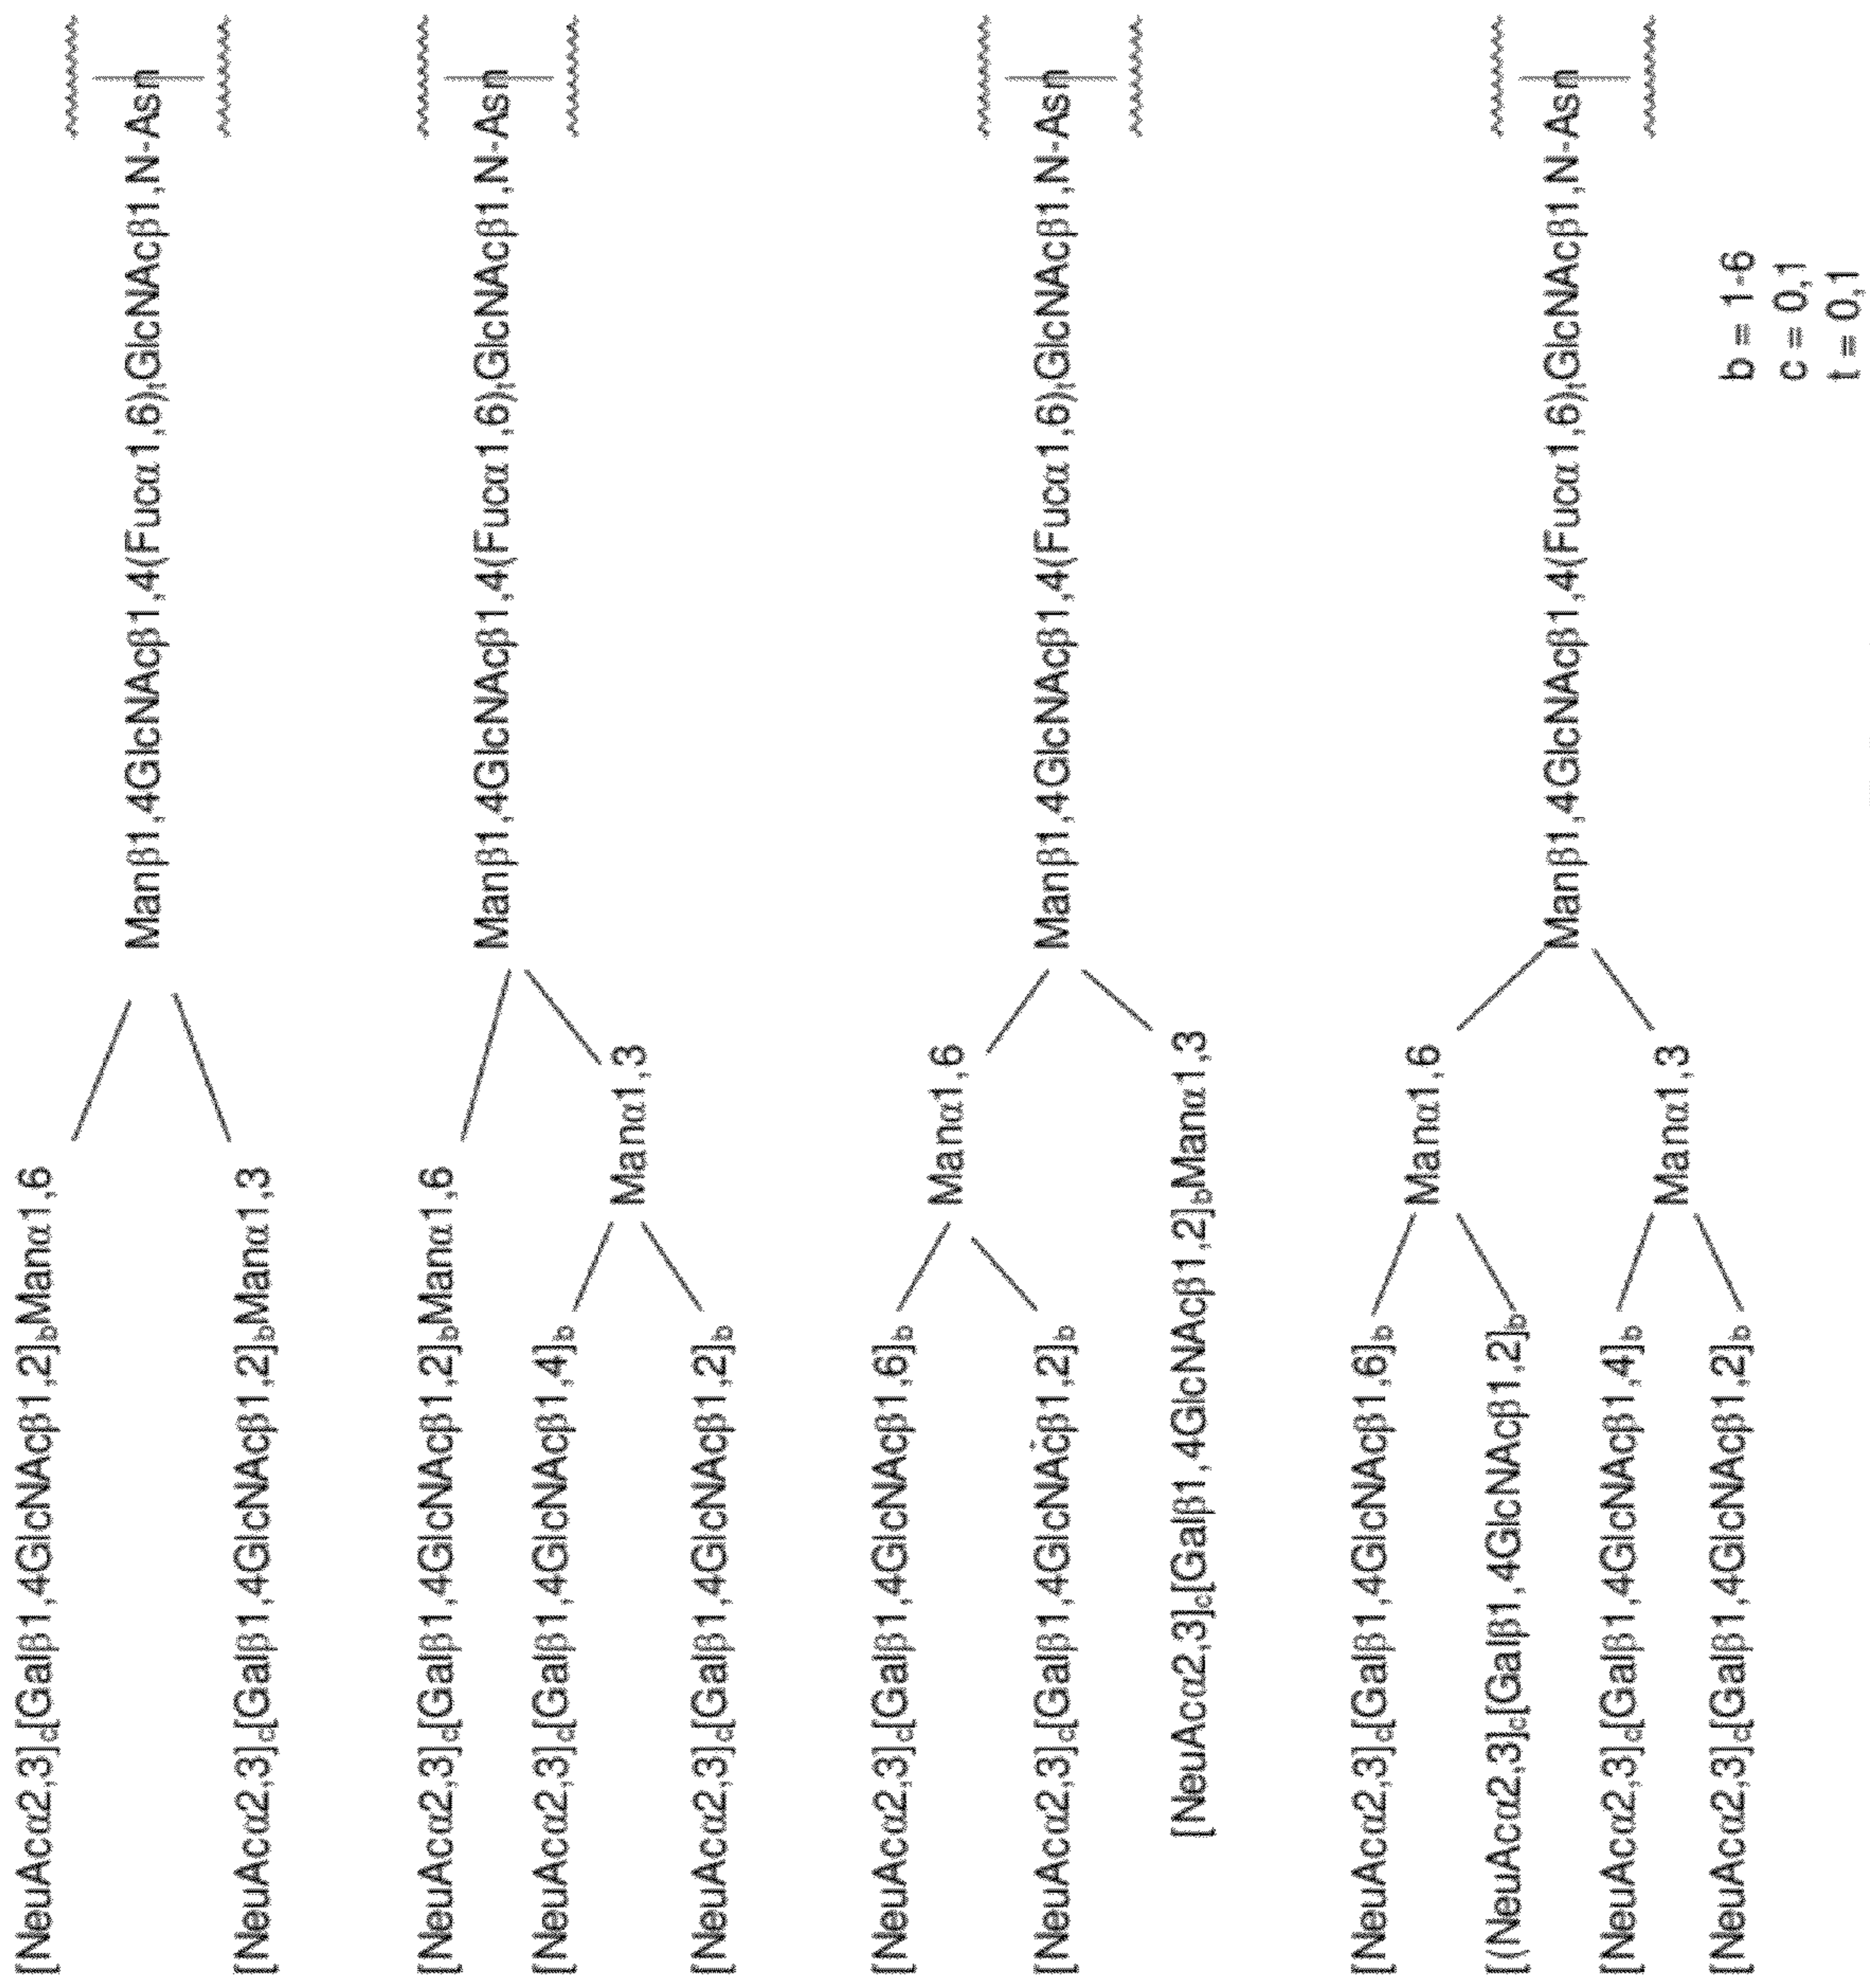 [NeuAcα2,3]c[Galβ1,4GlcNAcβ1,2]bManα1,6
Manβ1,4GlcNAcβ1,4(Fucα1,6)tGlcNAcβ1,N-Asn
[NeuAcα2,3]c[Galβ1,4GlcNAcβ1,2]bManα1,3
[NeuAcα2,3]c[Galβ1,4GlcNAcβ1,2]bManα1,6
Manβ1,4GlcNAcβ1,4(Fucα1,6)tGlcNAcβ1,N-Asn
[NeuAcα2,3]c[Galβ1,4GlcNAcβ1,4]b
Manα1,3
[NeuAcα2,3]c[Galβ1,4GlcNAcβ1,2]b
[NeuAcα2,3]c[Galβ1,4GlcNAcβ1,6]b
Manα1,6
[NeuAcα2,3]c[Galβ1,4GlcNAcβ1,2]b
Manβ1,4GlcNAcβ1,4(Fucα1,6)tGlcNAcβ1,N-Asn
[NeuAcα2,3]c[Galβ1,4GlcNAcβ1,2]bManα1,3
[NeuAcα2,3]c[Galβ1,4GlcNAcβ1,6]b
Manα1,6
[(NeuAcα2,3]c[Galβ1,4GlcNAcβ1,2]b
Manβ1,4GlcNAcβ1,4(Fucα1,6)tGlcNAcβ1,N-Asn
[NeuAcα2,3]c[Galβ1,4GlcNAcβ1,4]b
Manα1,3
[NeuAcα2,3]c[Galβ1,4GlcNAcβ1,2]b
b = 1-6
c = 0,1
t = 0,1